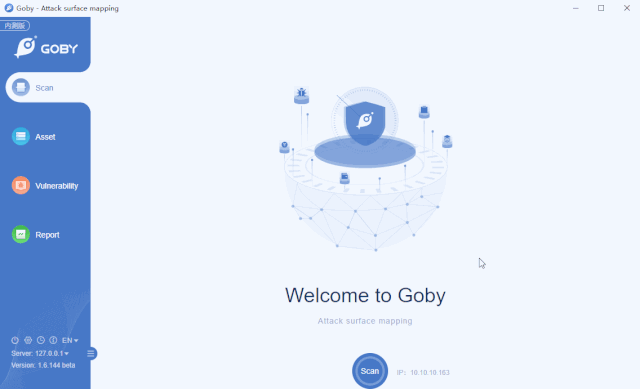 Goby - Attack surface mapping
内测版
GOBY
Scan
Asset
Vulnerability
Report
EN
Server: 127.0.0.1
Version: 1.6.144 beta
Welcome to Goby
Attack surface mapping
Scan
IP: 10.10.10.163